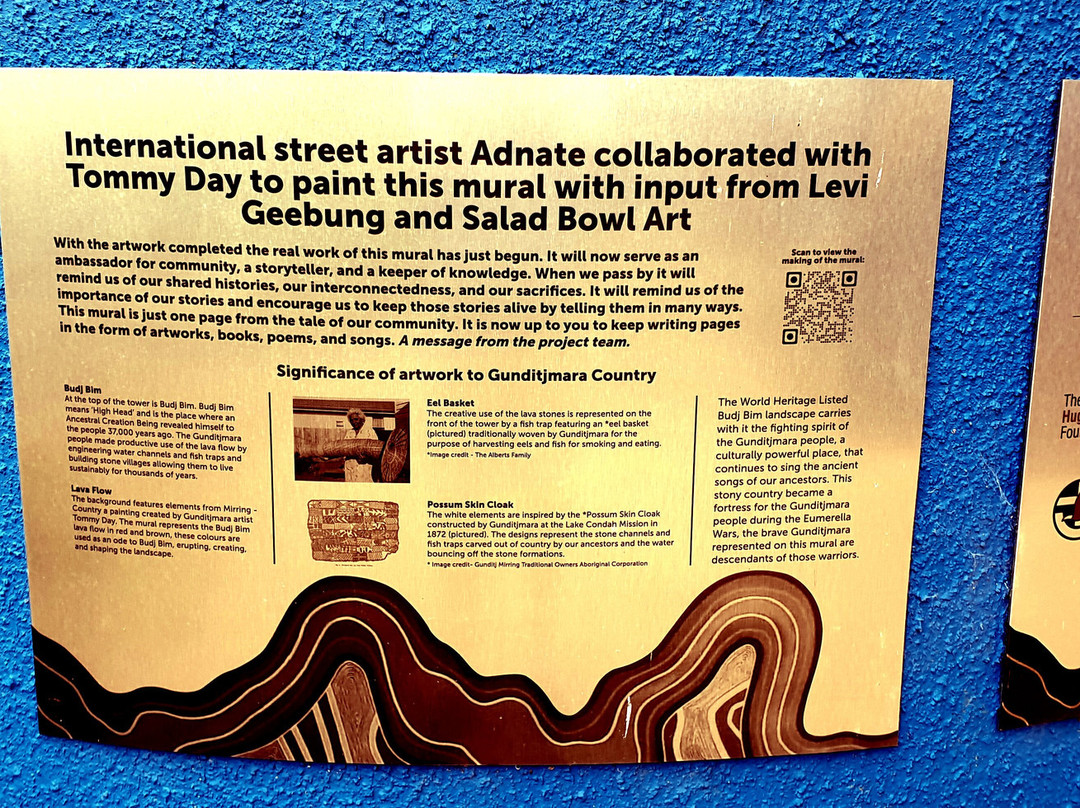 International street artist Adnate collaborated with
Tommy Day to paint this mural with input from Levi
Geebung and Salad Bowl Art
With the artwork completed the real work of this mural has just begun. It will now serve as an
ambassador for community, a storyteller, and a keeper of knowledge. When we pass by it will
remind us of our shared histories, our interconnectedness, and our sacrifices. It will remind us of the
importance of our stories and encourage us to keep those stories alive by telling them in many ways.
This mural is just one page from the tale of our community. It is now up to you to keep writing pages
in the form of artworks, books, poems, and songs. A message from the project team.
Scan to view the
making of the mural:
Significance of artwork to Gunditjmara Country
Budj Bim
At the top of the tower is Budj Bim. Budj Bim
means 'High Head' and is the place where an
Ancestral Creation Being revealed himself to
the people 37,000 years ago. The Gunditjmara
people made productive use of the lava flow by
engineering water channels and fish traps and
building stone villages allowing them to live
sustainably for thousands of years.
Lava Flow
The background features elements from Mirring -
Country a painting created by Gunditjmara artist
Tommy Day. The mural represents the Budj Bim
lava flow in red and brown, these colours are
used as an ode to Budj Bim, erupting, creating,
and shaping the landscape.
Eel Basket
The creative use of the lava stones is represented on the
front of the tower by a fish trap featuring an *eel basket
(pictured) traditionally woven by Gunditjmara for the
purpose of harvesting eels and fish for smoking and eating.
*Image credit - The Alberts Family
Possum Skin Cloak
The white elements are inspired by the *Possum Skin Cloak
constructed by Gunditjmara at the Lake Condah Mission in
1872 (pictured). The designs represent the stone channels and
fish traps carved out of country by our ancestors and the water
bouncing off the stone formations.
* Image credit- Gunditj Mirring Traditional Owners Aboriginal Corporation
The World Heritage Listed
Budj Bim landscape carries
with it the fighting spirit of
the Gunditjmara people, a
culturally powerful place, that
continues to sing the ancient
songs of our ancestors. This
stony country became a
fortress for the Gunditjmara
people during the Eumerella
Wars, the brave Gunditjmara
represented on this mural are
descendants of those warriors.
The
Hu
Fou